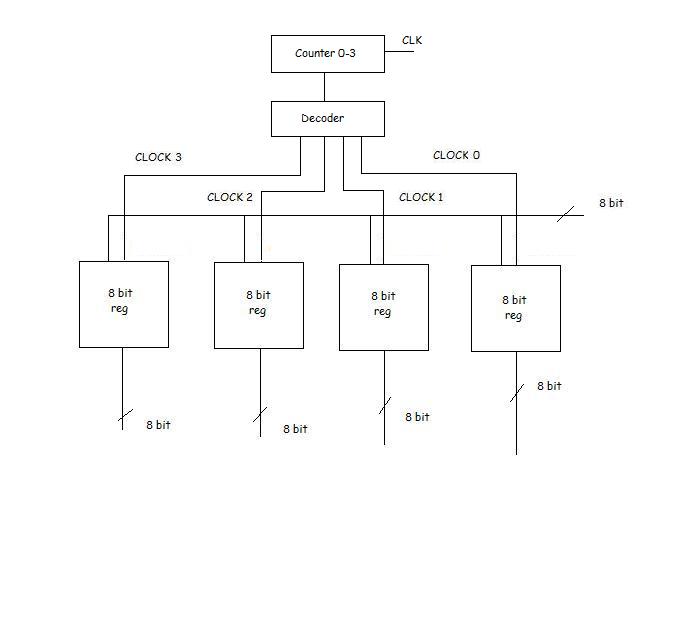 CLK
Counter 0-3
Decoder
CLOCK 3
CLOCK 0
CLOCK 2
CLOCK 1
8 bit
8 bit
reg
8 bit
reg
8 bit
reg
8 bit
reg
8 bit
8 bit
8 bit
8 bit